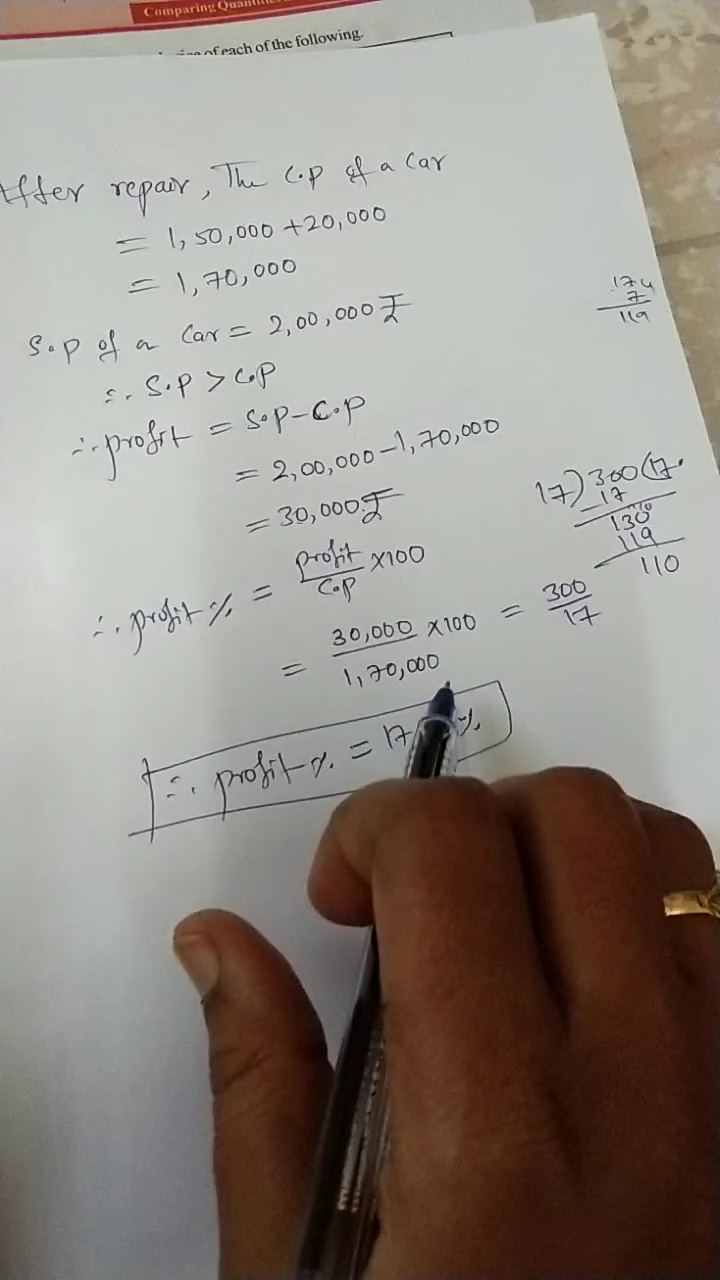 Comparing
of each of the following.
After repair, The C.P of a Car
= 1,50,000 + 20,000
= 1,70,000
S.P of a Car = 2,00,000 ₹
∴ S.P > C.P
∴ profit = S.P - C.P
= 2,00,000 - 1,70,000
= 30,000 ₹
∴ profit % = profit/C.P × 100
= 30,000/1,70,000 × 100 = 300/17
∴ profit % = 17 %
7
119
17) 300 (17.
17
130
119
110